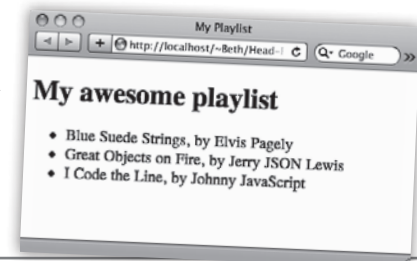 My Playlist
http://localhost/~Beth/Head-
Google
My awesome playlist
• Blue Suede Strings, by Elvis Pagely
• Great Objects on Fire, by Jerry JSON Lewis
• I Code the Line, by Johnny JavaScript